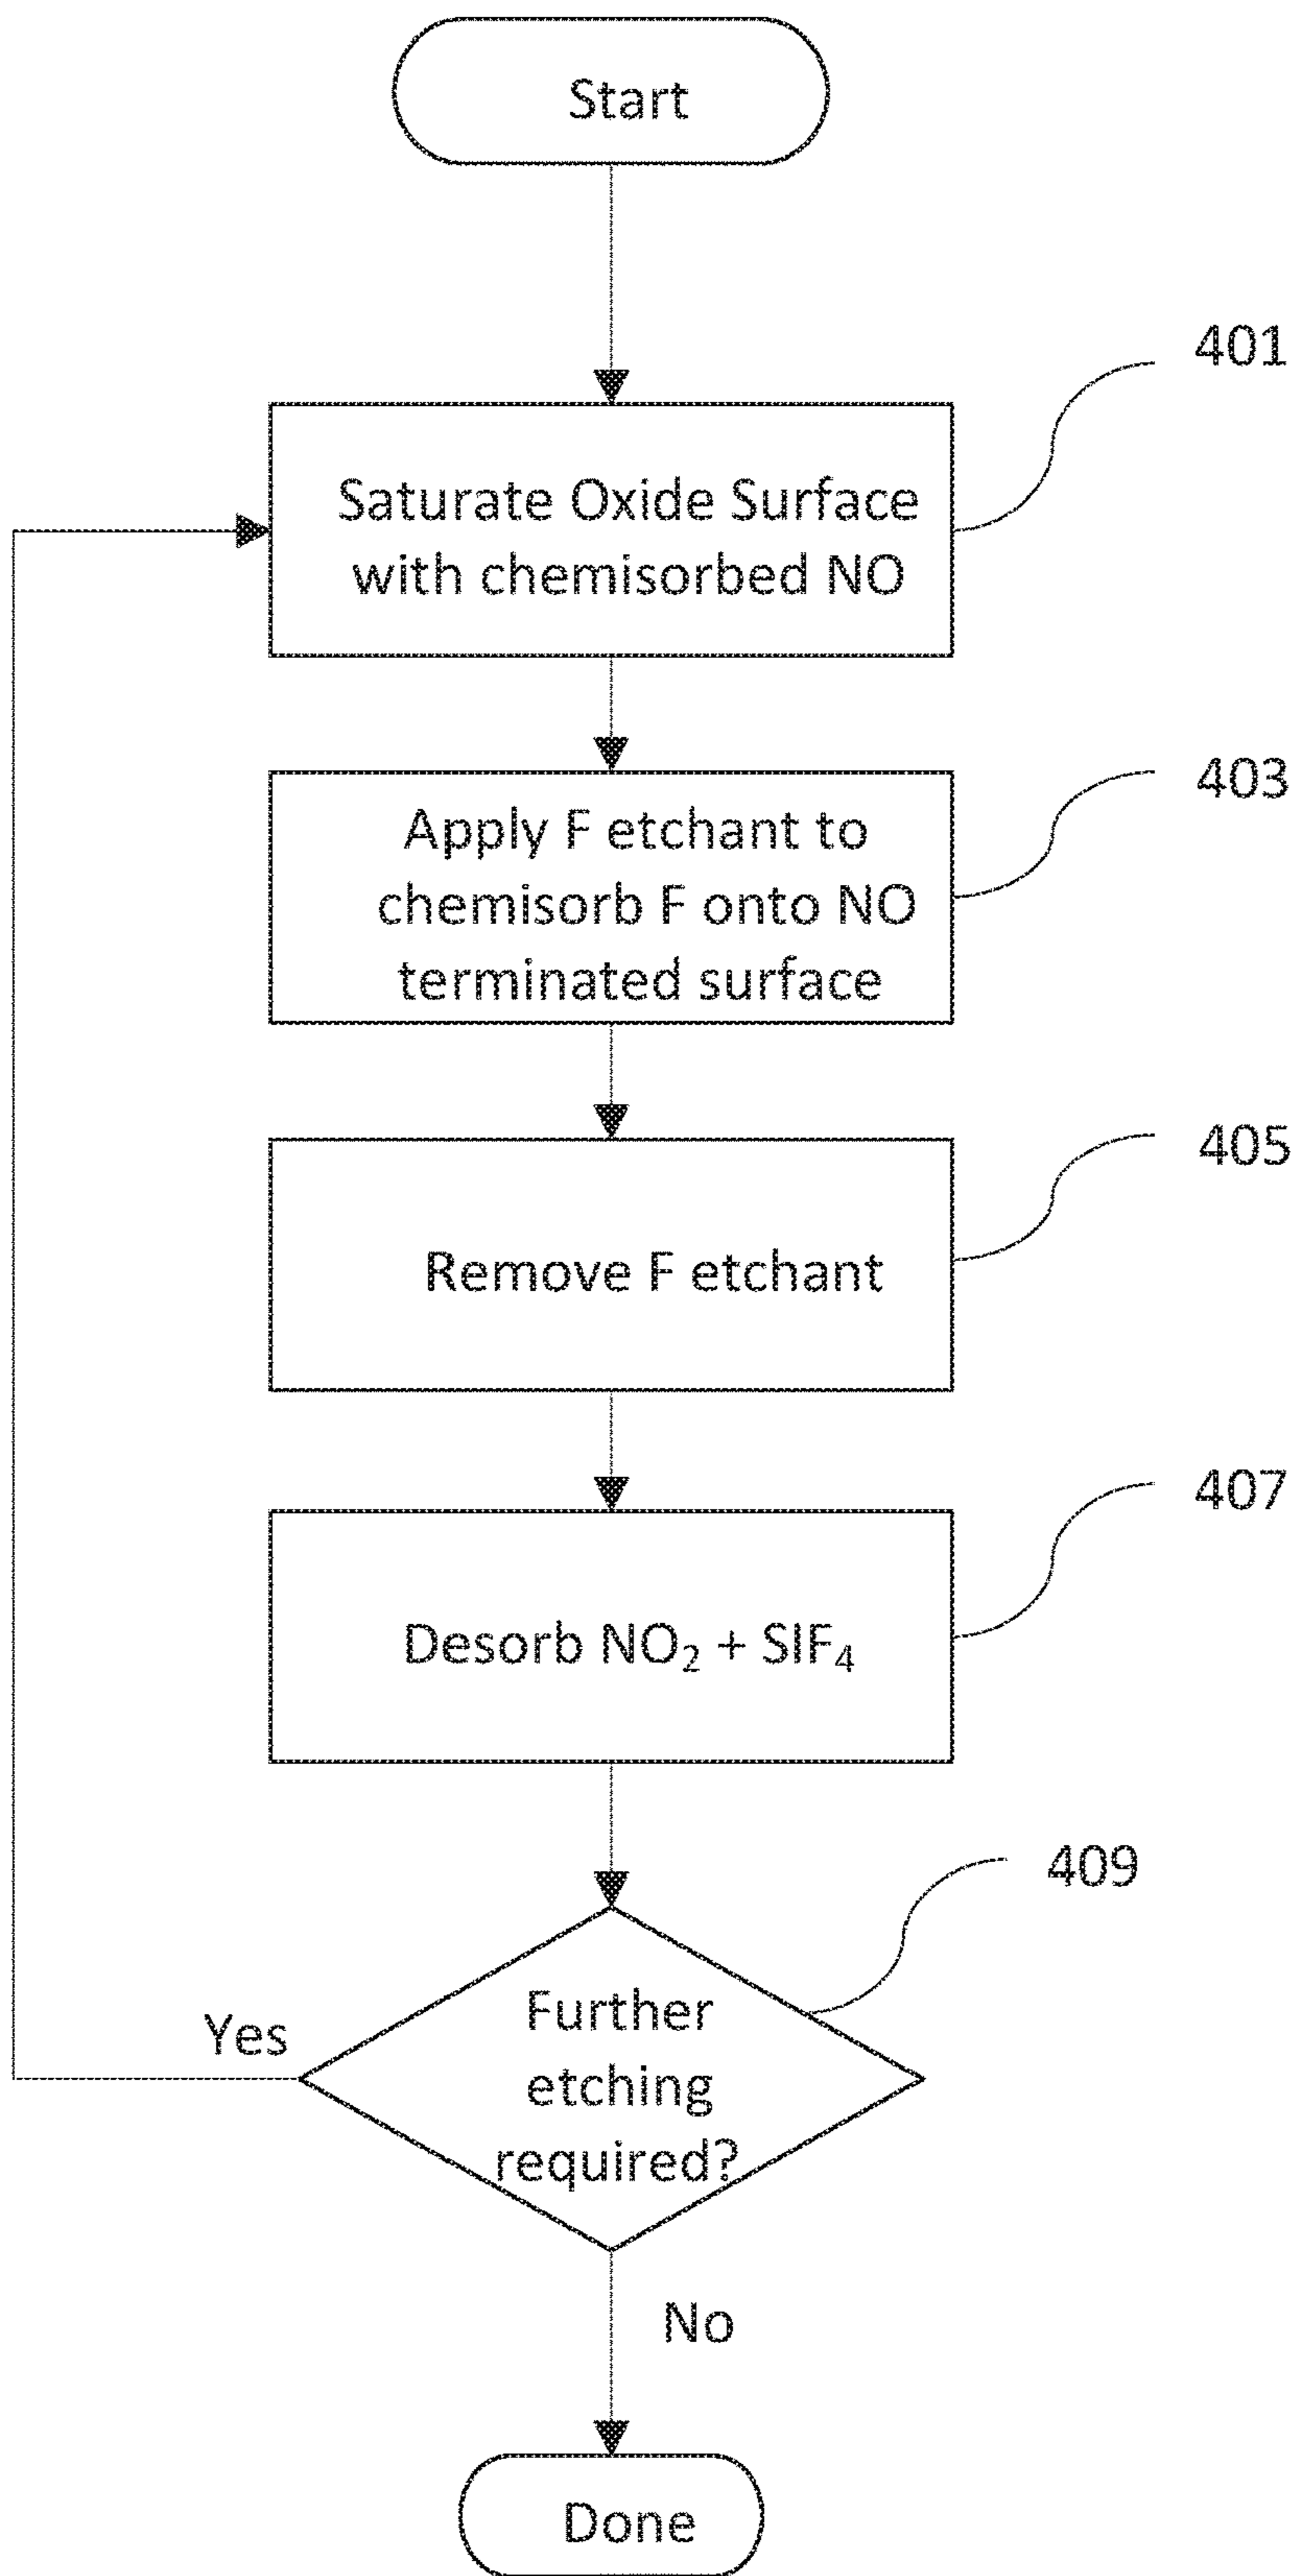 Start
401
Saturate Oxide Surface
with chemisorbed NO
403
Apply F etchant to
chemisorb F onto NO
terminated surface
405
Remove F etchant
407
Desorb NO₂ + SIF₄
409
Further
etching
required?
Yes
No
Done